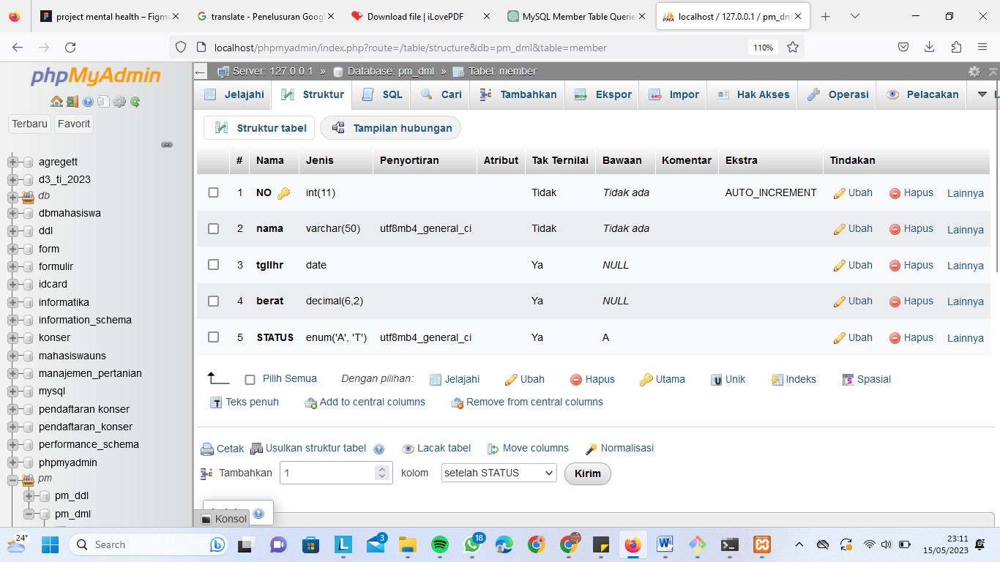 project mental health – Figma
translate - Penelusuran Googl
Download file | iLovePDF
MySQL Member Table Querie
localhost / 127.0.0.1 / pm_dm
localhost/phpmyadmin/index.php?route=/table/structure&db=pm_dml&table=member
110%
phpMyAdmin
Terbaru Favorit
agregett
d3_ti_2023
db
dbmahasiswa
ddl
form
formulir
idcard
informatika
information_schema
konser
mahasiswauns
manajemen_pertanian
mysql
pendaftaran konser
pendaftaran_konser
performance_schema
phpmyadmin
pm
pm_ddl
pm_dml
Server: 127.0.0.1 » Database: pm_dml » Tabel: member
Jelajahi Struktur SQL Cari Tambahkan Ekspor Impor Hak Akses Operasi Pelacakan
Struktur tabel Tampilan hubungan
# Nama Jenis Penyortiran Atribut Tak Ternilai Bawaan Komentar Ekstra Tindakan
1 NO int(11) Tidak Tidak ada AUTO_INCREMENT Ubah Hapus Lainnya
2 nama varchar(50) utf8mb4_general_ci Tidak Tidak ada Ubah Hapus Lainnya
3 tgllhr date Ya NULL Ubah Hapus Lainnya
4 berat decimal(6,2) Ya NULL Ubah Hapus Lainnya
5 STATUS enum('A', 'T') utf8mb4_general_ci Ya A Ubah Hapus Lainnya
Pilih Semua Dengan pilihan: Jelajahi Ubah Hapus Utama Unik Indeks Spasial
Teks penuh Add to central columns Remove from central columns
Cetak Usulkan struktur tabel Lacak tabel Move columns Normalisasi
Tambahkan 1 kolom setelah STATUS Kirim
Konsol
24°
Search
3
18
23:11
15/05/2023